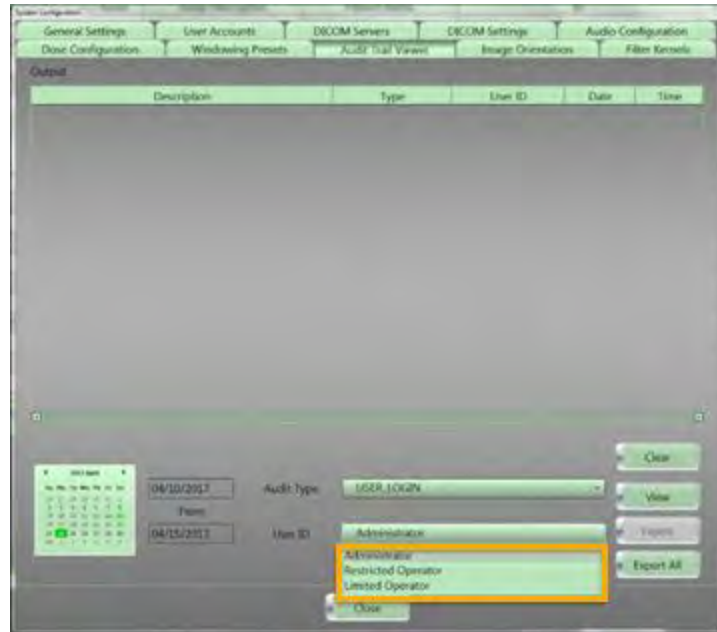 System Configuration
General Settings User Accounts DICOM Servers DICOM Settings Audio Configuration
Dose Configuration Windowing Presets Audit Trail Viewer Image Orientation Filter Kernels
Output
Description Type User ID Date Time
2017 April
04/10/2017 Audit Type: USER_LOGIN
From:
04/15/2017 User ID Administrator
Administrator
Restricted Operator
Limited Operator
Clear
View
Export
Export All
Close